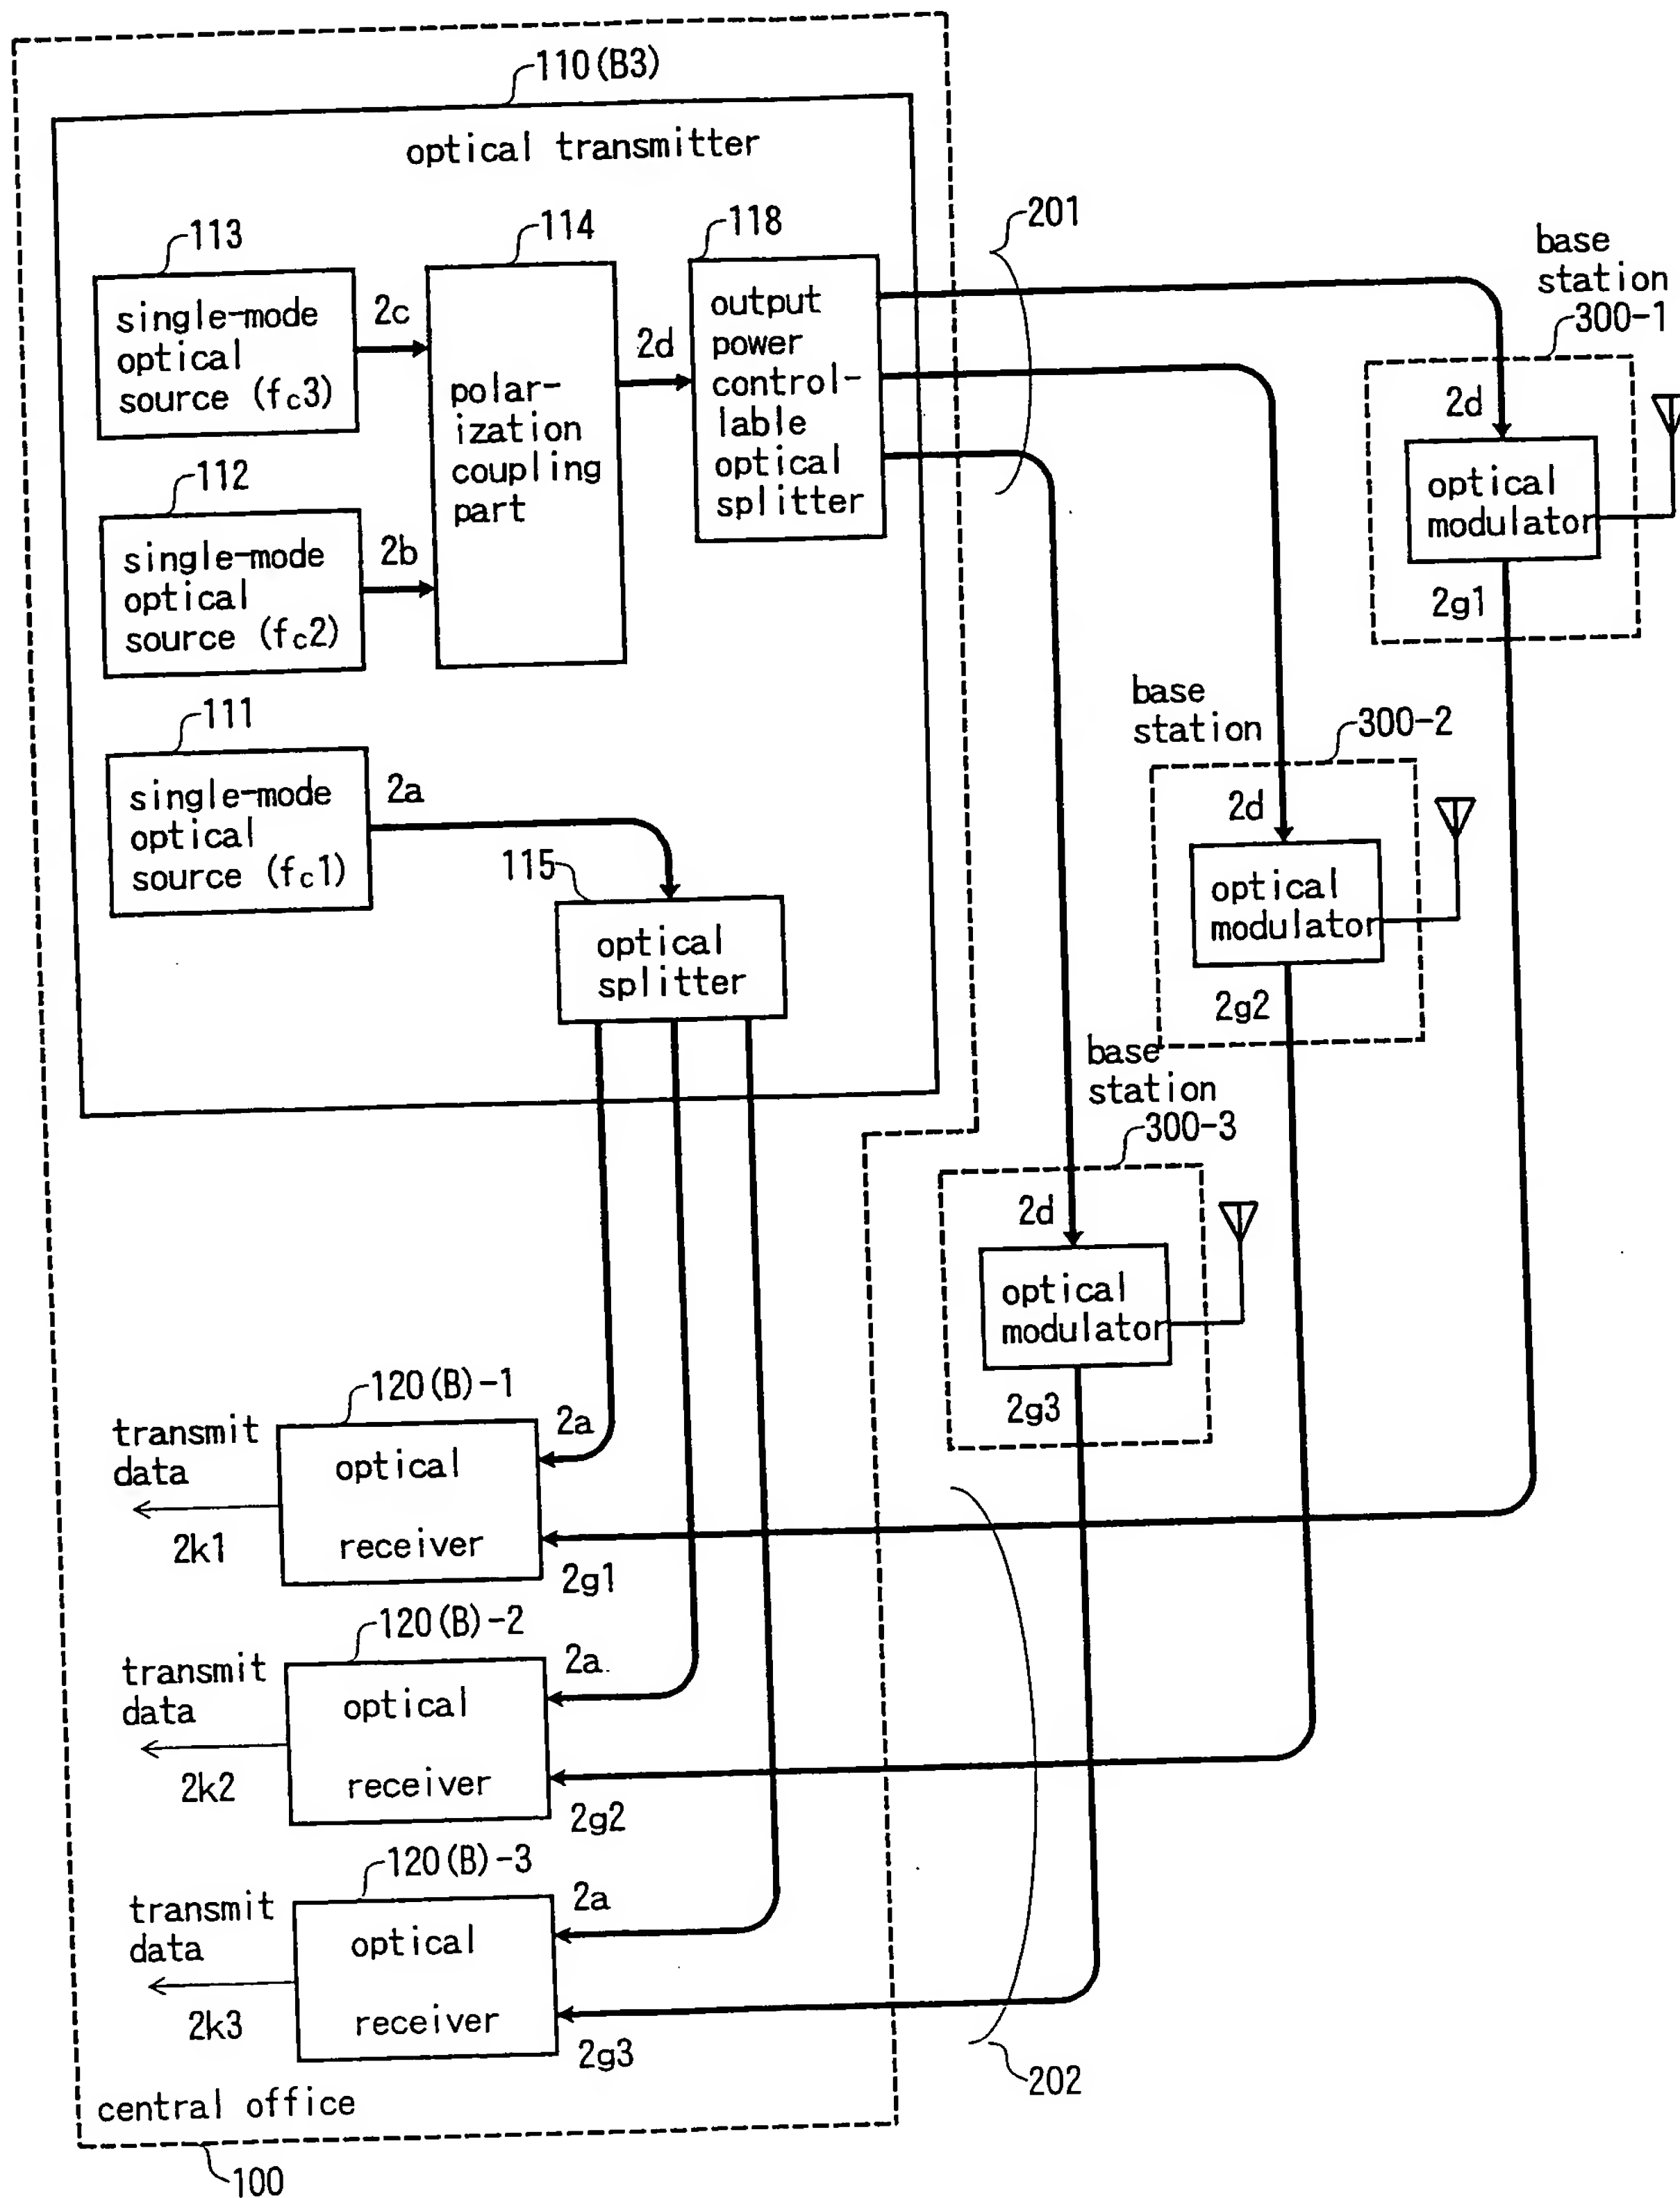 110(B3)
optical transmitter
113
single-mode
optical
source (fc3)
2c
114
polar-
ization
coupling
part
2d
118
output
power
control-
lable
optical
splitter
201
base
station
300-1
2d
optical
modulator
2g1
112
single-mode
optical
source (fc2)
2b
111
single-mode
optical
source (fc1)
2a
115
optical
splitter
base
station
300-2
2d
optical
modulator
2g2
base
station
300-3
2d
optical
modulator
2g3
120(B)-1
transmit
data
2k1
optical
receiver
2a
2g1
120(B)-2
transmit
data
2k2
optical
receiver
2a
2g2
120(B)-3
transmit
data
2k3
optical
receiver
2a
2g3
202
central office
100